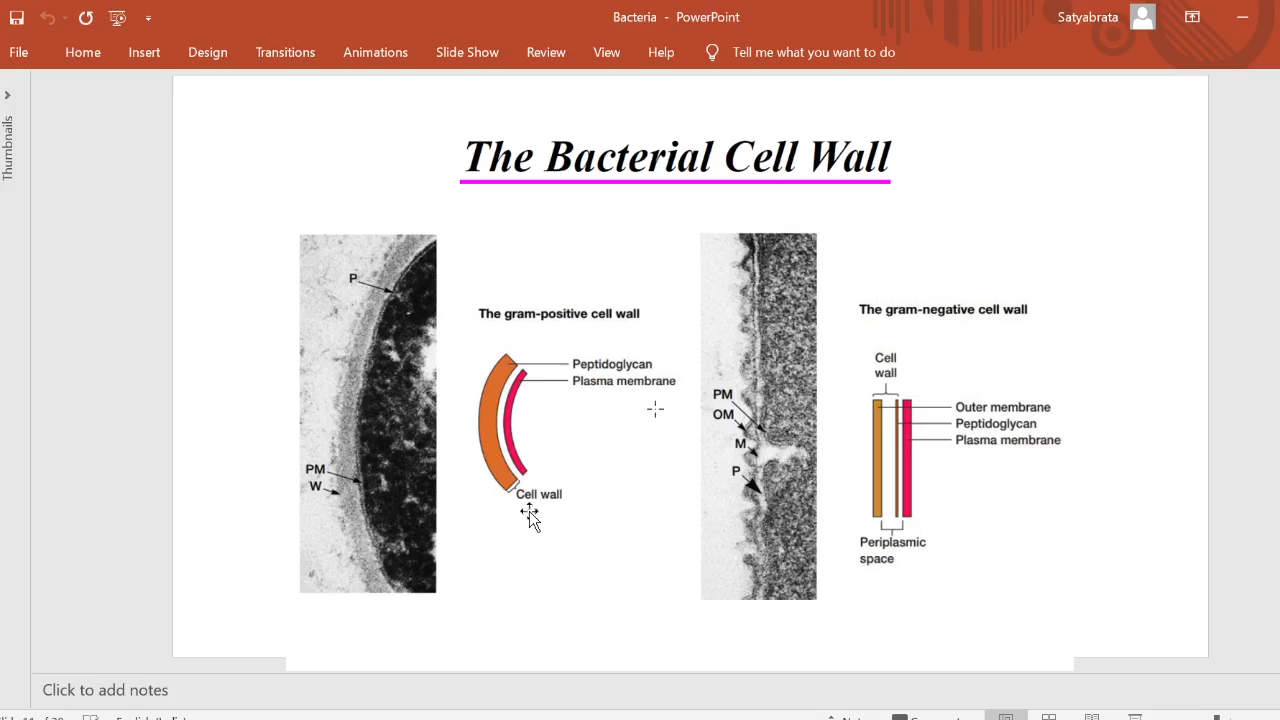 Bacteria - PowerPoint
Satyabrata
File Home Insert Design Transitions Animations Slide Show Review View Help Tell me what you want to do
Thumbnails
The Bacterial Cell Wall
P
PM
W
The gram-positive cell wall
Peptidoglycan
Plasma membrane
Cell wall
PM
OM
M
P
The gram-negative cell wall
Cell
wall
Outer membrane
Peptidoglycan
Plasma membrane
Periplasmic
space
Click to add notes